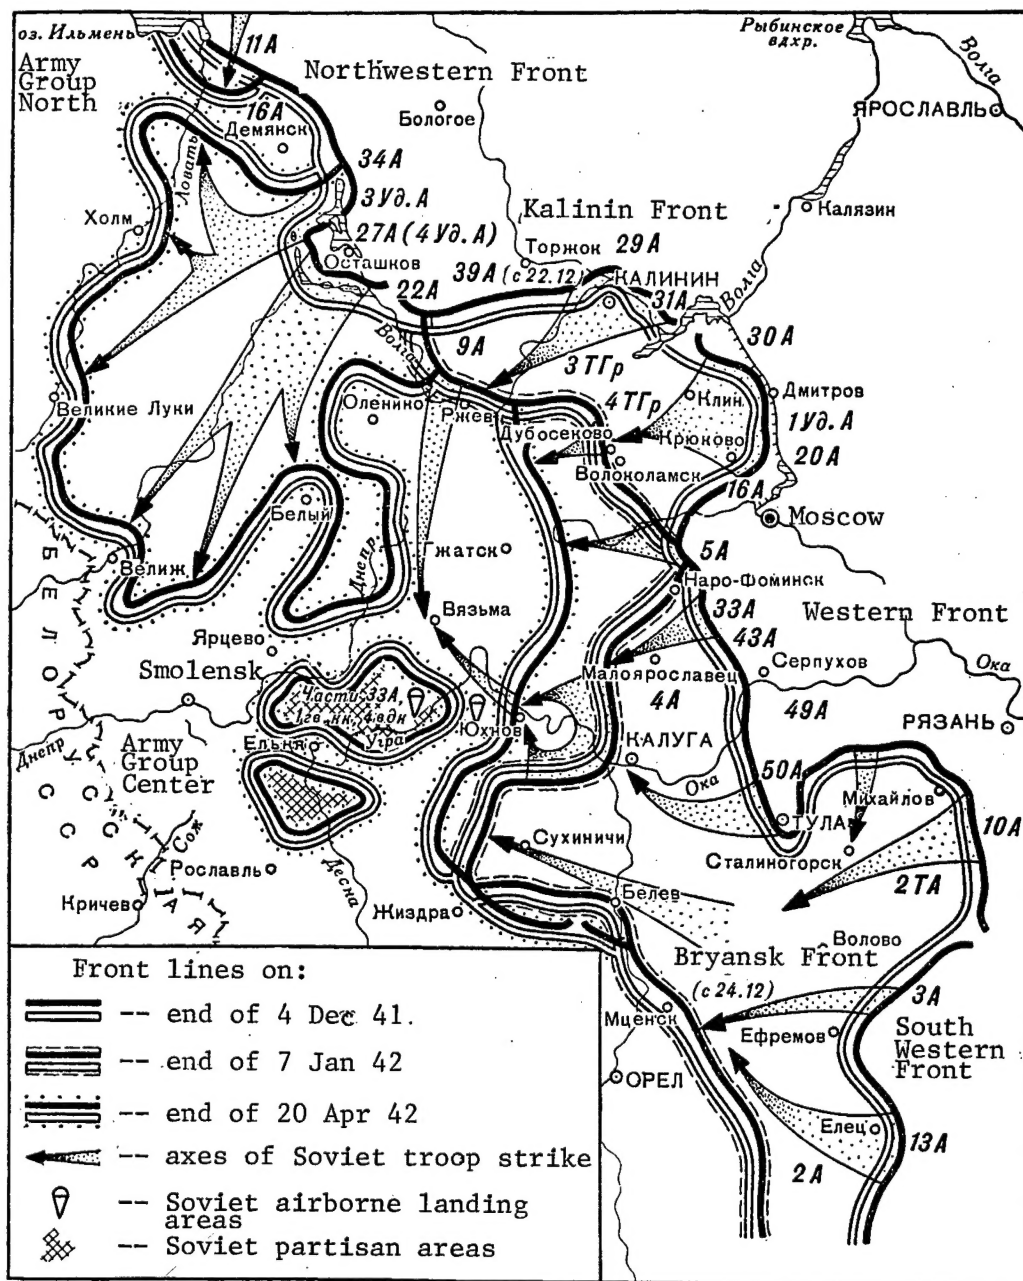 оз. Ильмень
Рыбинское
вдхр.
Волга
Army
Group
North
11А
Northwestern Front
16А
Демянск
Бологое
ЯРОСЛАВЛЬ
Ловать
34А
3Уд.А
Холм
Калязин
Kalinin Front
27А (4Уд.А)
Осташков
Торжок
29А
39А (с 22.12)
КАЛИНИН
22А
31А
Волга
Волга
9А
30А
3ТГр
Великие Луки
Оленино
Ржев
4ТГр
Клин
Дмитров
1Уд.А
Дубосеково
Крюково
20А
Волоколамск
16А
Белый
Moscow
Днепр
Гжатск
5А
Велиж
Наро-Фоминск
Вязьма
33А
Western Front
43А
Ярцево
Smolensk
Малоярославец
Серпухов
Ока
Части 33А,
1гв.кк, 4вдк
4А
49А
РЯЗАНЬ
Угра
Юхнов
Днепр
Army
Group
Center
Ельня
КАЛУГА
Ока
50А
Михайлов
10А
БЕЛОРУССКАЯ
ССР
Сож
ТУЛА
Сухиничи
Сталиногорск
2ТА
Рославль
Десна
Кричево
Жиздра
Белев
Волово
Bryansk Front
(с 24.12)
3А
Мценск
Ефремов
South
Western
Front
ОРЕЛ
Елец
13А
2А
Front lines on:
-- end of 4 Dec 41.
-- end of 7 Jan 42
-- end of 20 Apr 42
-- axes of Soviet troop strike
-- Soviet airborne landing
areas
-- Soviet partisan areas